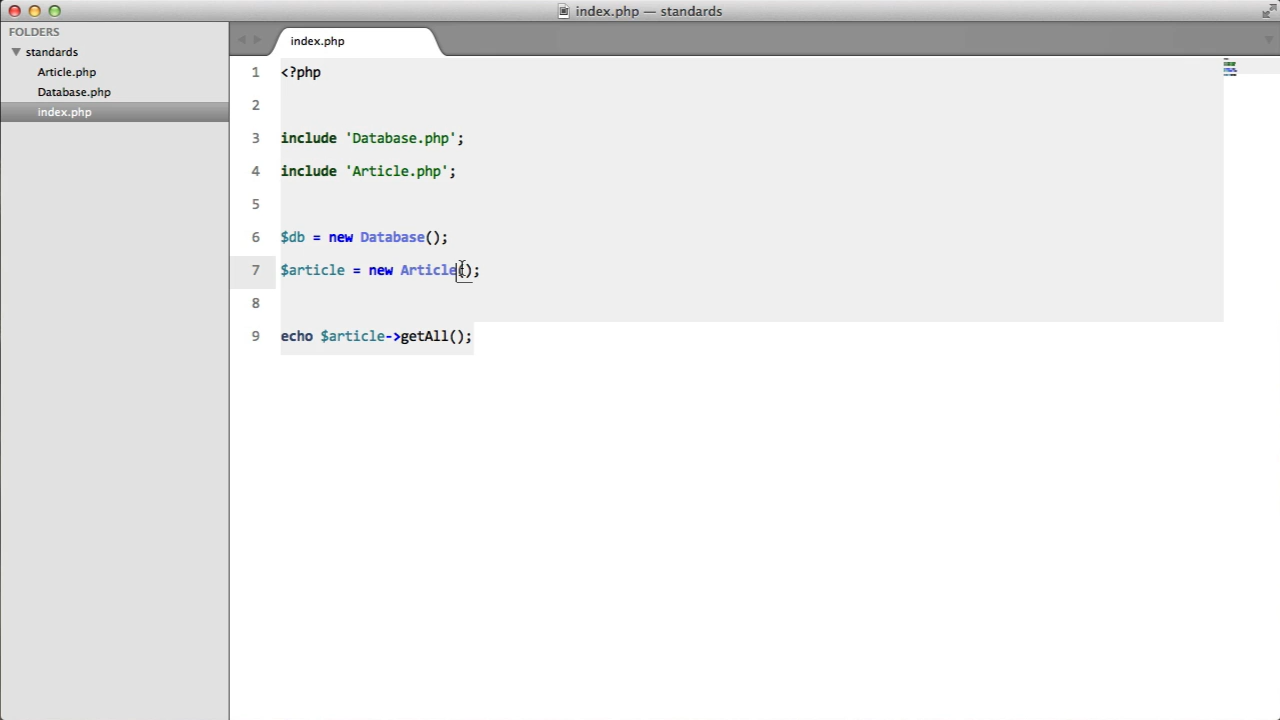 index.php — standards
FOLDERS
standards
Article.php
Database.php
index.php
index.php
1 <?php
2
3 include 'Database.php';
4 include 'Article.php';
5
6 $db = new Database();
7 $article = new Article();
8
9 echo $article->getAll();